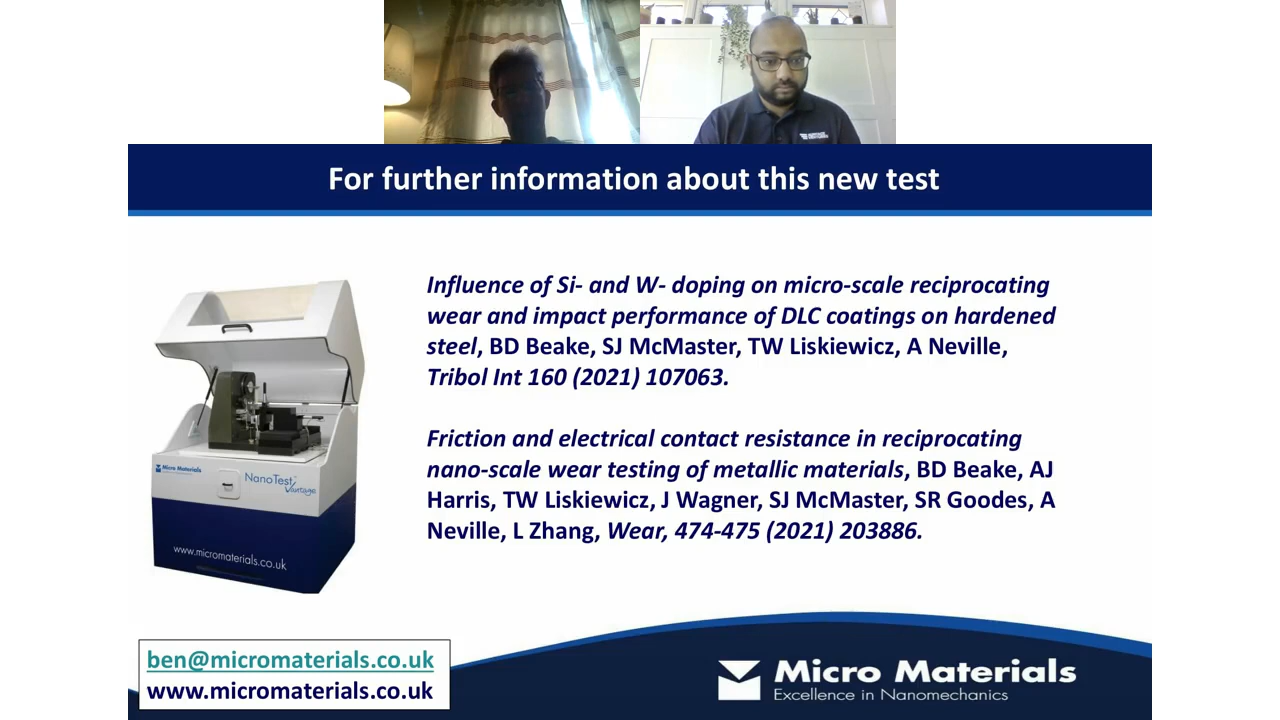 For further information about this new test
Influence of Si- and W- doping on micro-scale reciprocating
wear and impact performance of DLC coatings on hardened
steel, BD Beake, SJ McMaster, TW Liskiewicz, A Neville,
Tribol Int 160 (2021) 107063.
Friction and electrical contact resistance in reciprocating
nano-scale wear testing of metallic materials, BD Beake, AJ
Harris, TW Liskiewicz, J Wagner, SJ McMaster, SR Goodes, A
Neville, L Zhang, Wear, 474-475 (2021) 203886.
Micro Materials
NanoTest
Vantage
www.micromaterials.co.uk
ben@micromaterials.co.uk
www.micromaterials.co.uk
Micro Materials
Excellence in Nanomechanics